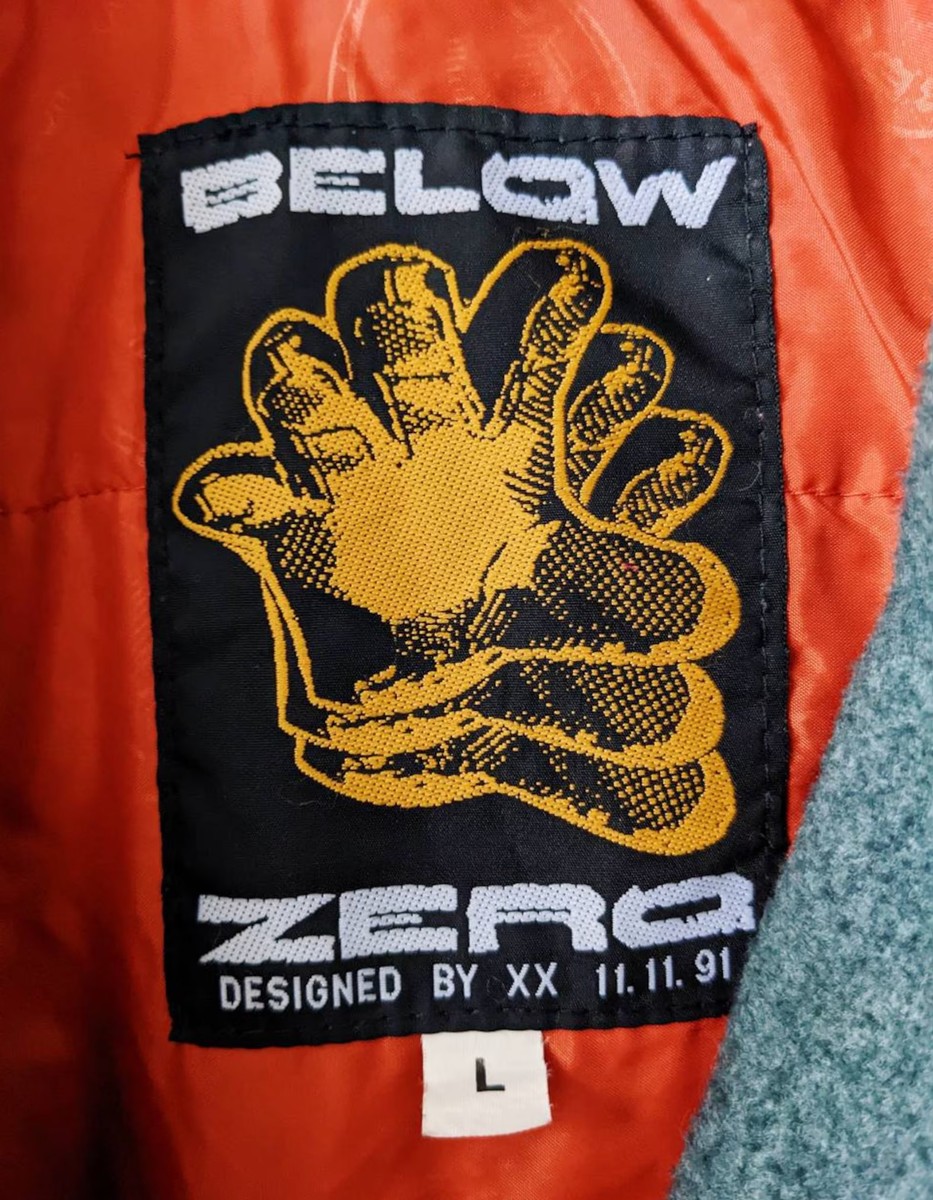 BELOW
ZERO
DESIGNED BY XX 11.11.91
L